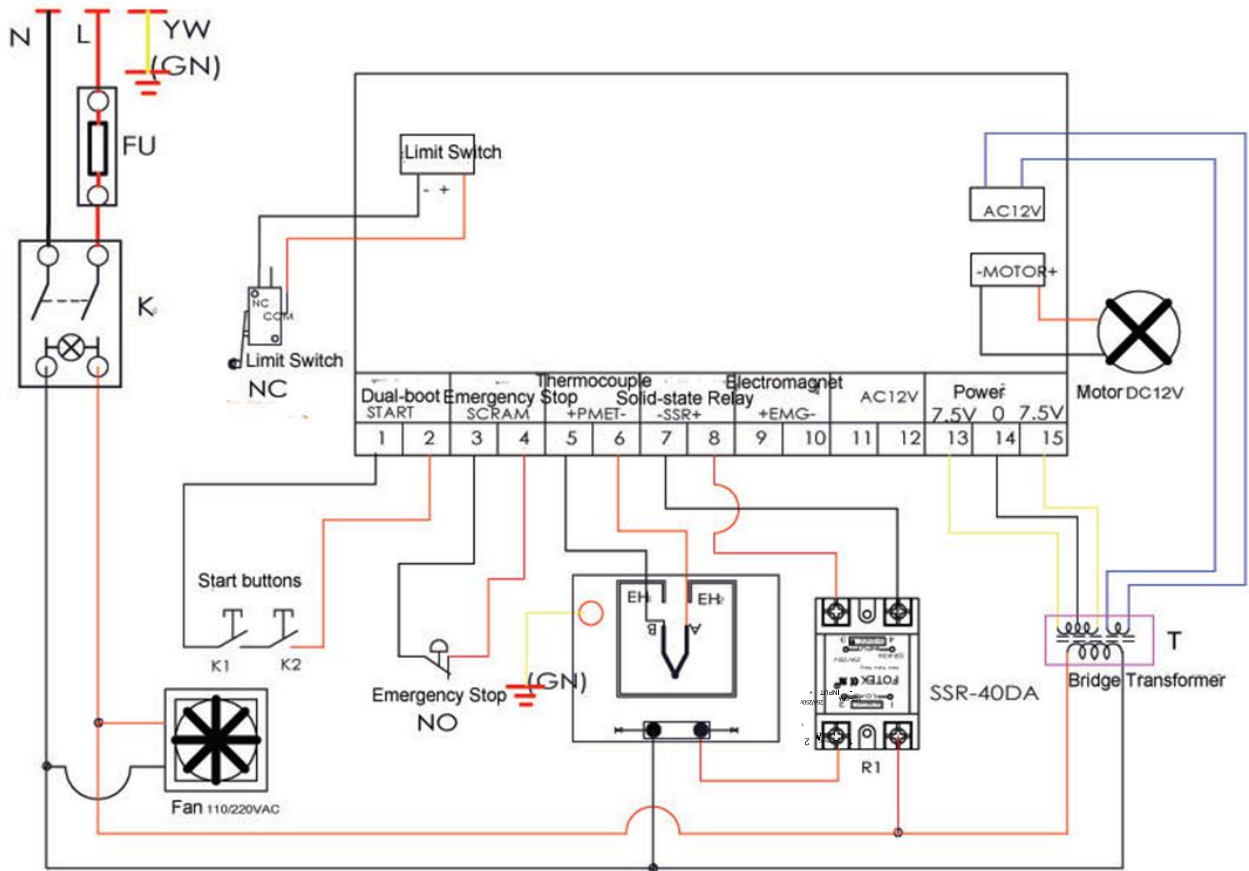 N
L
YW
(GN)
FU
K
Limit Switch
- +
NC
COM
Limit Switch
NC
AC12V
-MOTOR+
Motor DC12V
Dual-boot
START
Emergency Stop
SCRAM
Thermocouple
+PMET-
Solid-state Relay
-SSR+
Electromagnet
+EMG-
AC12V
Power
7.5V 0 7.5V
1 2 3 4 5 6 7 8 9 10 11 12 13 14 15
Start buttons
K1 K2
Emergency Stop
NO
(GN)
EH
EH
B A
FOTEK
INPUT
SSR-40DA
R1
T
Bridge Transformer
Fan 110/220VAC